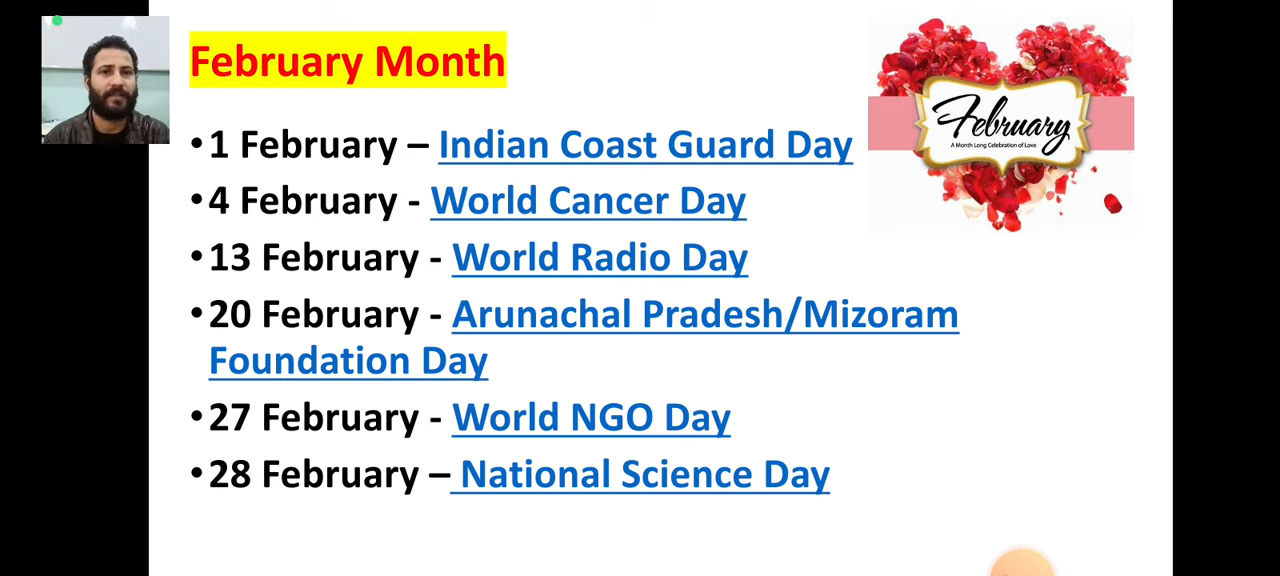 February Month
February
A Month Long Celebration of Love
•1 February – Indian Coast Guard Day
•4 February - World Cancer Day
•13 February - World Radio Day
•20 February - Arunachal Pradesh/Mizoram
Foundation Day
•27 February - World NGO Day
•28 February – National Science Day